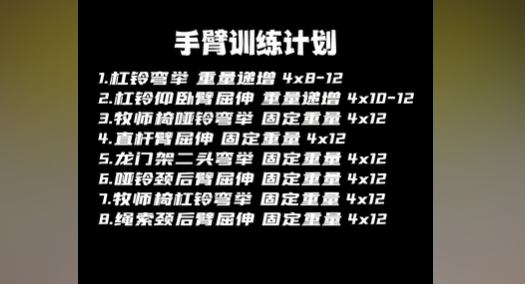 手臂训练计划
1.杠铃弯举 重量递增 4x8-12
2.杠铃仰卧臂屈伸 重量递增 4x10-12
3.牧师椅哑铃弯举 固定重量 4x12
4.直杆臂屈伸 固定重量 4x12
5.龙门架二头弯举 固定重量 4x12
6.哑铃颈后臂屈伸 固定重量 4x12
7.牧师椅杠铃弯举 固定重量 4x12
8.绳索颈后臂屈伸 固定重量 4x12